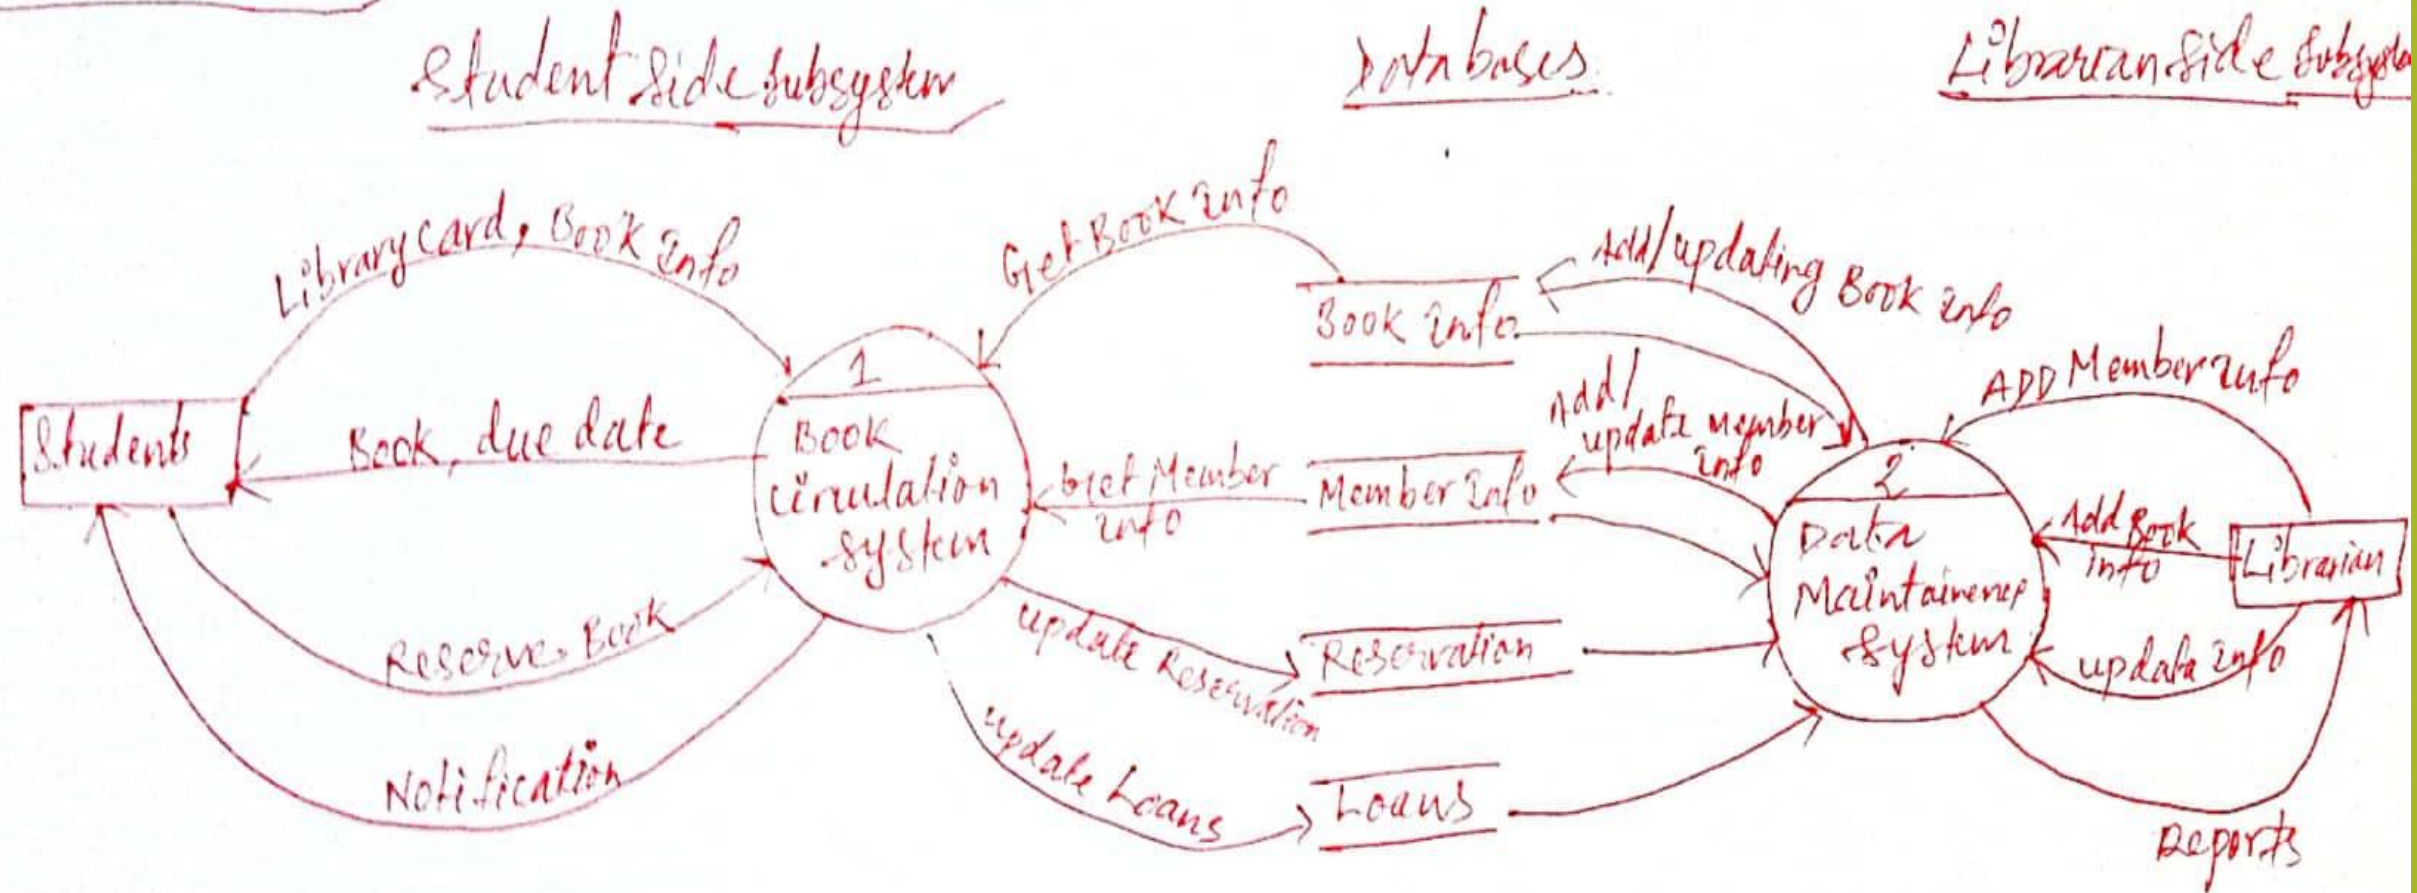 Student Side Subsystem
Databases
Librarian Side Subsystem
Library card, Book Info
Get Book Info
Add/updating Book Info
Book Info
ADD Member Info
1
Students
Book, due date
Book
Circulation
System
Get Member
Info
Member Info
Add/
update Member
Info
2
Data
Maintainence
System
Add Book
info
Librarian
Reserve Book
update Reservation
Reservation
updata Info
Notification
update Loans
Loans
Reports